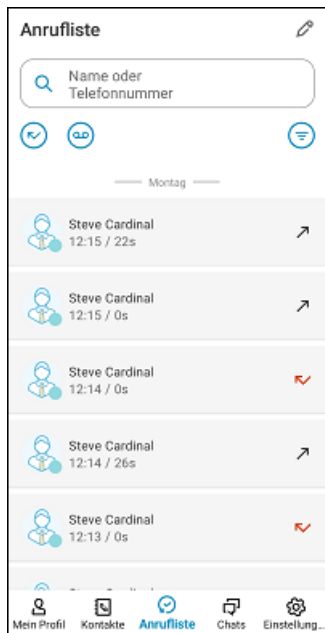 Anrufliste
Name oder
Telefonnummer
Montag
Steve Cardinal
12:15 / 22s
Steve Cardinal
12:15 / 0s
Steve Cardinal
12:14 / 0s
Steve Cardinal
12:14 / 26s
Steve Cardinal
12:13 / 0s
Mein Profil Kontakte Anrufliste Chats Einstellung...